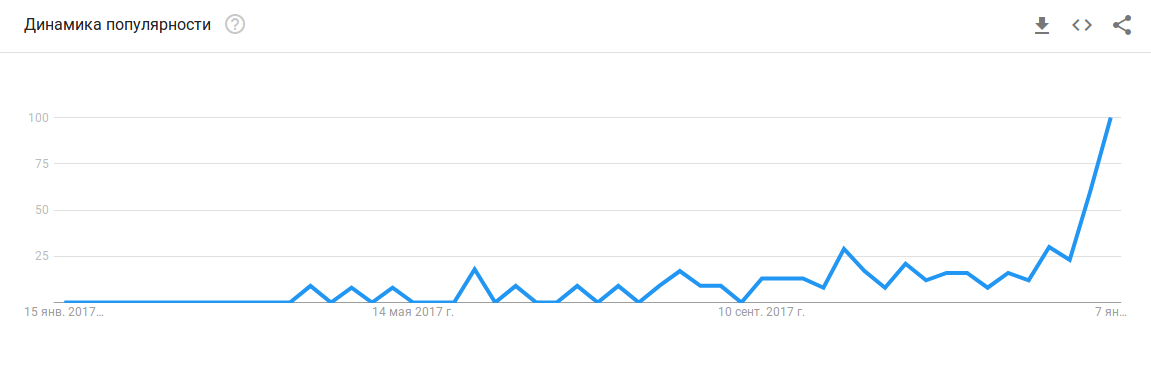 Динамика популярности ?
100
75
50
25
15 янв. 2017…
14 мая 2017 г.
10 сент. 2017 г.
7 ян…